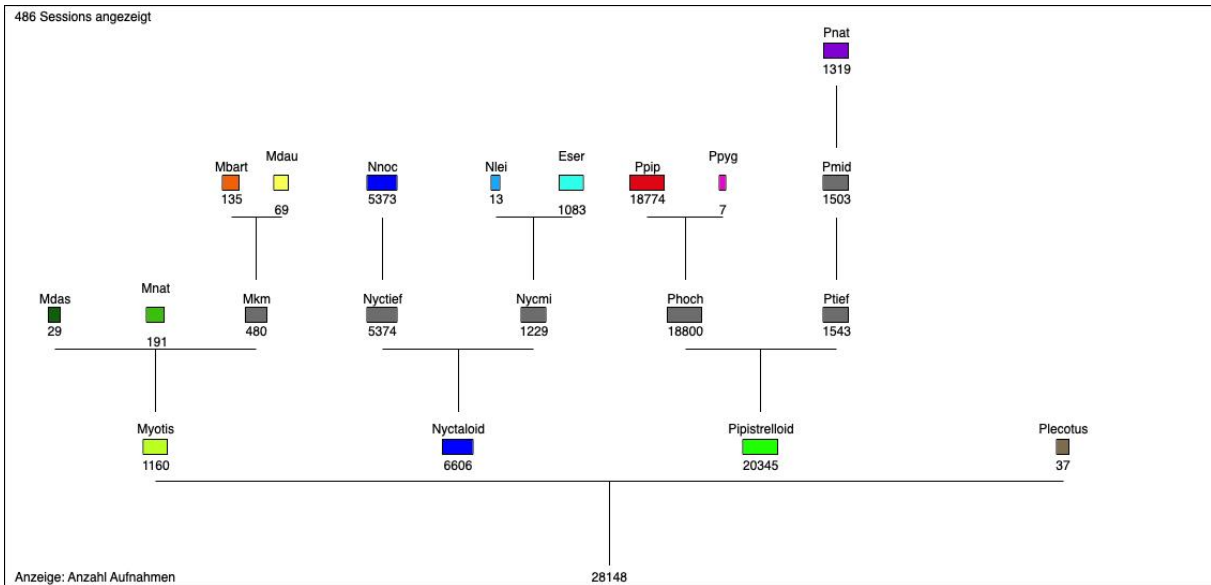 486 Sessions angezeigt
Pnat
1319
Mbart Mdau Nnoc Nlei Eser Ppip Ppyg Pmid
135 69 5373 13 1083 18774 7 1503
Mdas Mnat Mkm Nyctief Nycmi Phoch Ptief
29 191 480 5374 1229 18800 1543
Myotis Nyctaloid Pipistrelloid Plecotus
1160 6606 20345 37
Anzeige: Anzahl Aufnahmen 28148